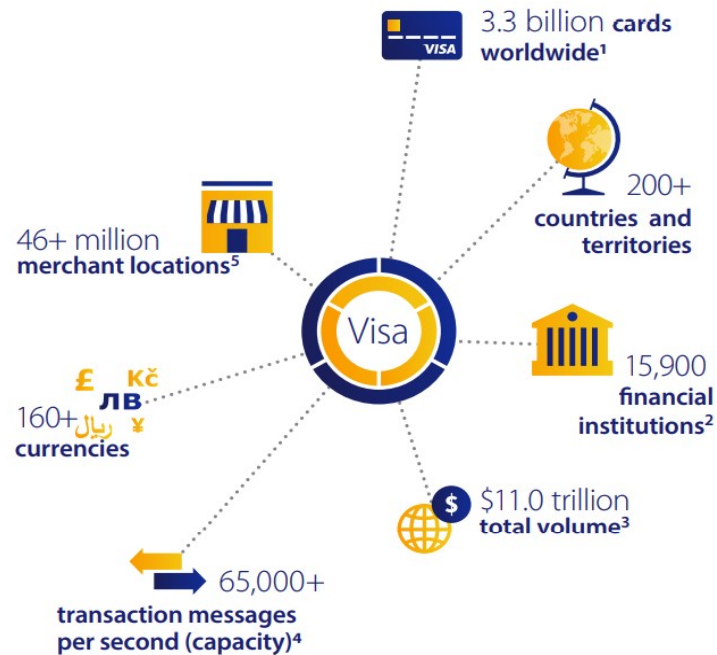 VISA
3.3 billion cards
worldwide¹
200+
countries and
territories
46+ million
merchant locations⁵
Visa
15,900
financial
institutions²
£ Kč
лв
ریال ¥
160+
currencies
$
$11.0 trillion
total volume³
65,000+
transaction messages
per second (capacity)⁴